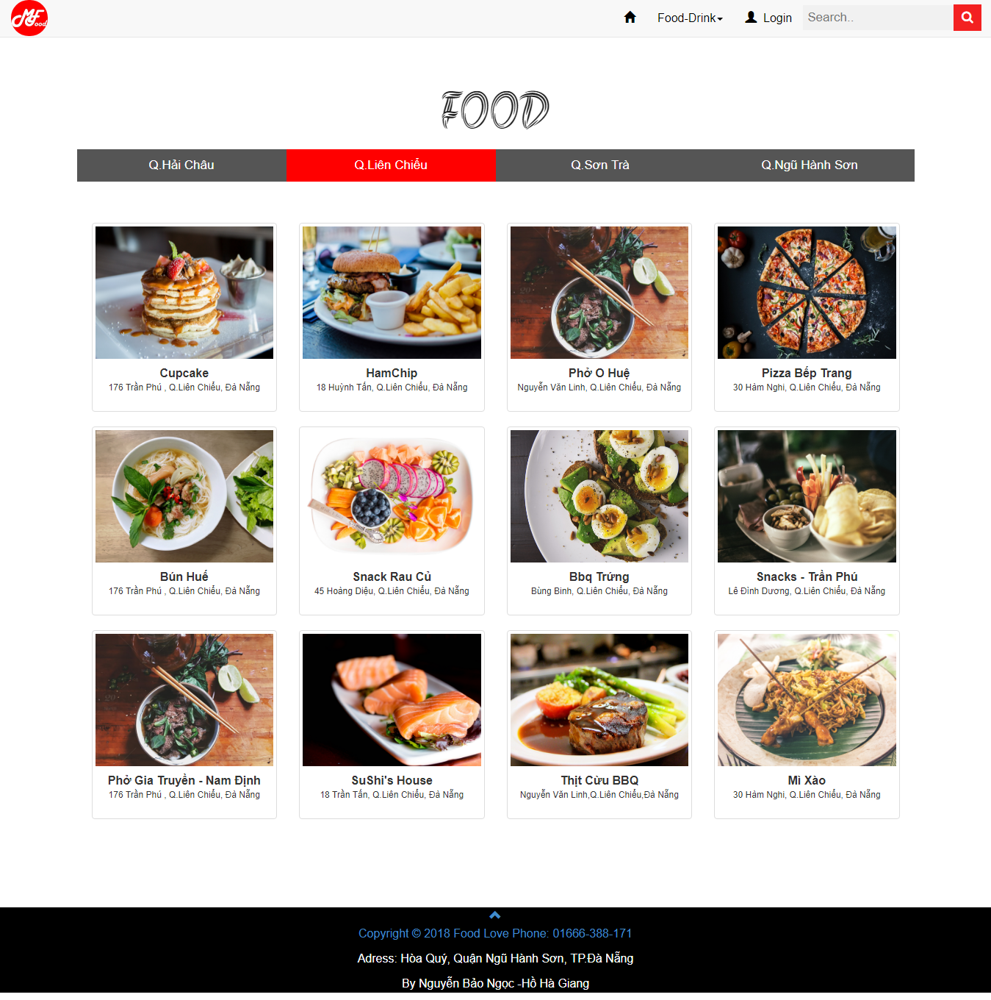 MF ood
Food-Drink
Login
Search..
FOOD
Q.Hải Châu
Q.Liên Chiểu
Q.Sơn Trà
Q.Ngũ Hành Sơn
Cupcake
176 Trần Phú , Q.Liên Chiểu, Đà Nẵng
HamChip
18 Huỳnh Tấn, Q.Liên Chiểu, Đà Nẵng
Phở O Huệ
Nguyễn Văn Linh, Q.Liên Chiểu, Đà Nẵng
Pizza Bếp Trang
30 Hàm Nghi, Q.Liên Chiểu, Đà Nẵng
Bún Huế
176 Trần Phú , Q.Liên Chiểu, Đà Nẵng
Snack Rau Củ
45 Hoàng Diệu, Q.Liên Chiểu, Đà Nẵng
Bbq Trứng
Bùng Binh, Q.Liên Chiểu, Đà Nẵng
Snacks - Trần Phú
Lê Đình Dương, Q.Liên Chiểu, Đà Nẵng
Phở Gia Truyền - Nam Định
176 Trần Phú , Q.Liên Chiểu, Đà Nẵng
SuShi's House
18 Trần Tấn, Q.Liên Chiểu, Đà Nẵng
Thịt Cừu BBQ
Nguyễn Văn Linh,Q.Liên Chiểu,Đà Nẵng
Mì Xào
30 Hàm Nghi, Q.Liên Chiểu, Đà Nẵng
Copyright © 2018 Food Love Phone: 01666-388-171
Adress: Hòa Quý, Quận Ngũ Hành Sơn, TP.Đà Nẵng
By Nguyễn Bảo Ngọc -Hồ Hà Giang